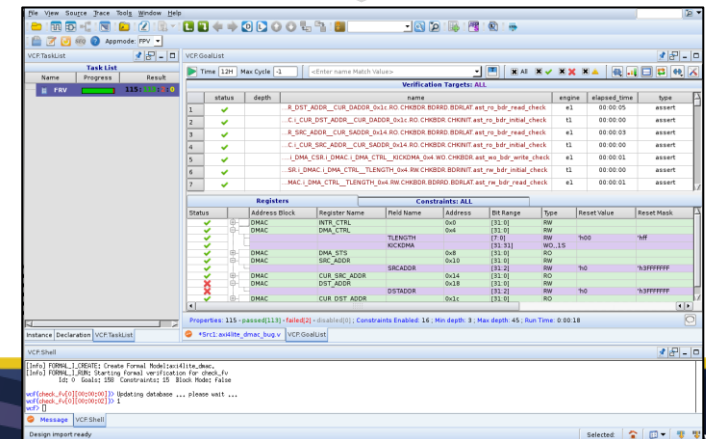 File View Source Trace Tools Window Help
Appmode: FPV
VCF:TaskList
Task List
Name Progress Result
FRV
VCF:GoalList
Time 12H Max Cycle -1 <Enter name Match Value> All
Verification Targets: ALL
status depth name engine elapsed_time type
1 ...R_DST_ADDR__CUR_DADDR_0x1c.RO.CHKBDR.BDRRD.BDRLAT.ast_ro_bdr_read_check e1 00:00:05 assert
2 ...C.i_CUR_DST_ADDR__CUR_DADDR_0x1c.RO.CHKBDR.CHKINIT.ast_ro_bdr_initial_check t1 00:00:00 assert
3 ...R_SRC_ADDR__CUR_SADDR_0x14.RO.CHKBDR.BDRRD.BDRLAT.ast_ro_bdr_read_check e1 00:00:03 assert
4 ...C.i_CUR_SRC_ADDR__CUR_SADDR_0x14.RO.CHKBDR.CHKINIT.ast_ro_bdr_initial_check t1 00:00:00 assert
5 ...i_DMA_CSR.i_DMAC.i_DMA_CTRL__KICKDMA_0x4.WO.CHKBDR.ast_wo_bdr_write_check e1 00:00:01 assert
6 ...SR.i_DMAC.i_DMA_CTRL__TLENGTH_0x4.RW.CHKBDR.CHKINIT.ast_rw_bdr_initial_check t1 00:00:00 assert
7 ...MAC.i_DMA_CTRL__TLENGTH_0x4.RW.CHKBDR.BDRRD.BDRLAT.ast_rw_bdr_read_check e1 00:00:01 assert
Registers Constraints: ALL
Status Address Block Register Name Field Name Address Bit Range Type Reset Value Reset Mask
DMAC INTR_CTRL 0x0 [31:0] RW
DMAC DMA_CTRL 0x4 [31:0] RW
TLENGTH [7:0] RW 'h00 'hff
KICKDMA [31:31] WO_1S
DMAC DMA_STS 0x8 [31:0] RO
DMAC SRC_ADDR 0x10 [31:0] RW
SRCADDR [31:2] RW 'h0 'h3FFFFFFF
DMAC CUR_SRC_ADDR 0x14 [31:0] RO
DMAC DST_ADDR 0x18 [31:0] RW
DSTADDR [31:2] RW 'h0 'h3FFFFFFF
DMAC CUR_DST_ADDR 0x1c [31:0] RO
Properties: 115 - passed[113] - failed[2] - disabled[0] ; Constraints Enabled: 16 ; Min depth: 3 ; Max depth: 45 ; Run Time: 0:00:18
Instance Declaration VCF:TaskList
*Src1:axi4lite_dmac_bug.v VCF:GoalList
VCF:Shell
[Info] FORMAL_I_CREATE: Create Formal Model:axi4lite_dmac.
[Info] FORMAL_I_RUN: Starting formal verification for check_fv
Id: 0 Goals: 158 Constraints: 15 Block Mode: False
vcf(check_fv[0][00:00:00])> Updating database ... please wait ...
vcf(check_fv[0][00:00:02])> 1
vcf>
Message VCF:Shell
Design import ready
Selected